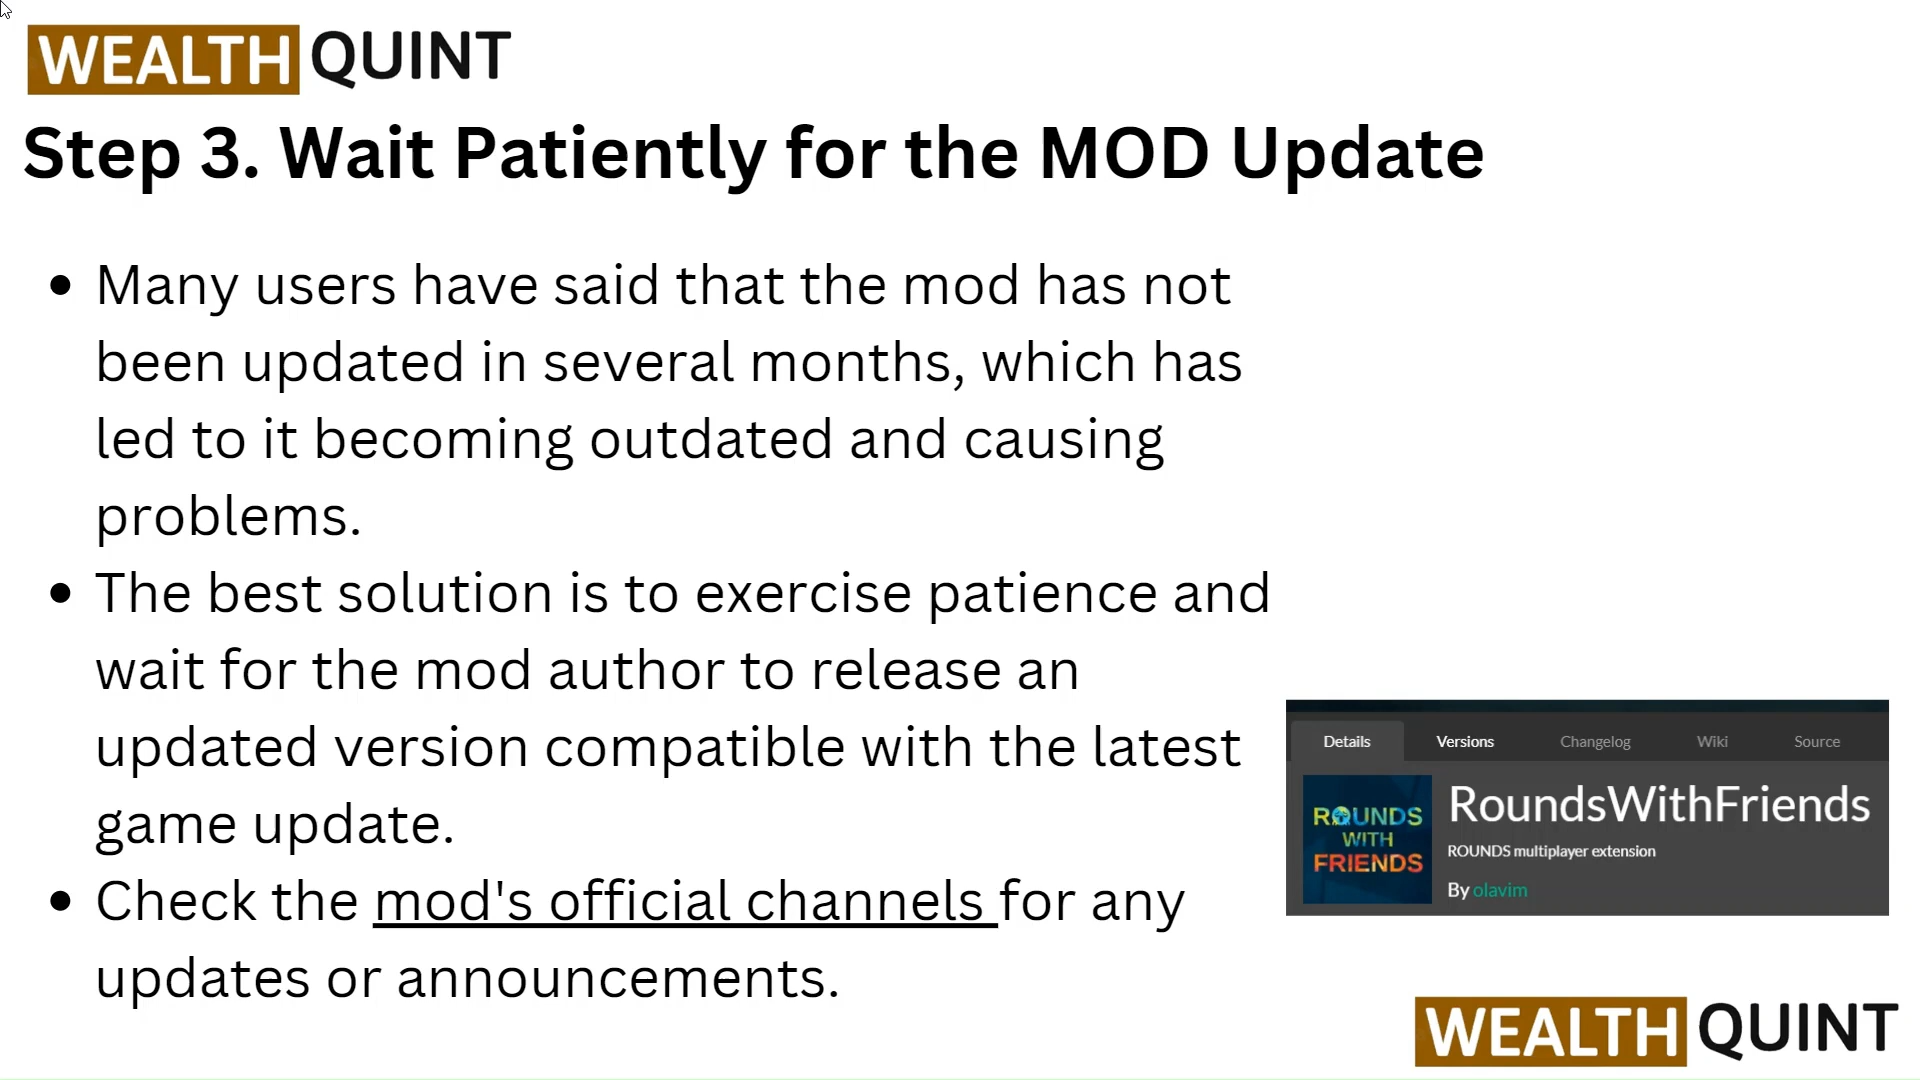 WEALTH QUINT
Step 3. Wait Patiently for the MOD Update
• Many users have said that the mod has not
been updated in several months, which has
led to it becoming outdated and causing
problems.
• The best solution is to exercise patience and
wait for the mod author to release an
updated version compatible with the latest
game update.
• Check the mod's official channels for any
updates or announcements.
Details Versions Changelog Wiki Source
ROUNDS
WITH
FRIENDS
RoundsWithFriends
ROUNDS multiplayer extension
By olavim
WEALTH QUINT